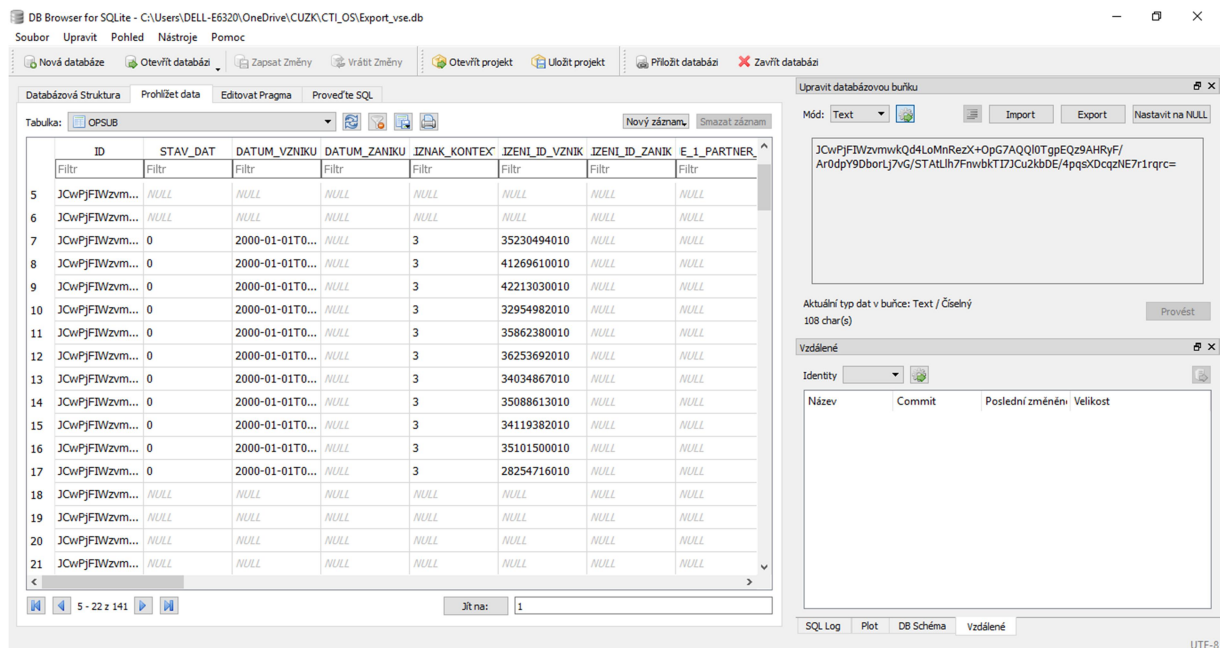 DB Browser for SQLite - C:\Users\DELL-E6320\OneDrive\CUZK\CTI_OS\Export_vse.db
Soubor Upravit Pohled Nástroje Pomoc
Nová databáze Otevřít databázi Zapsat Změny Vrátit Změny Otevřít projekt Uložit projekt Přiložit databázi Zavřít databázi
Databázová Struktura Prohlížet data Editovat Pragma Proveďte SQL
Tabulka: OPSUB Nový záznam Smazat záznam
ID STAV_DAT DATUM_VZNIKU DATUM_ZANIKU IZNAK_KONTEXT IZENI_ID_VZNIK IZENI_ID_ZANIK E_1_PARTNER_
Filtr Filtr Filtr Filtr Filtr Filtr Filtr Filtr
5 JCwPjFIWzvm... NULL NULL NULL NULL NULL NULL NULL
6 JCwPjFIWzvm... NULL NULL NULL NULL NULL NULL NULL
7 JCwPjFIWzvm... 0 2000-01-01T0... NULL 3 35230494010 NULL NULL
8 JCwPjFIWzvm... 0 2000-01-01T0... NULL 3 41269610010 NULL NULL
9 JCwPjFIWzvm... 0 2000-01-01T0... NULL 3 42213030010 NULL NULL
10 JCwPjFIWzvm... 0 2000-01-01T0... NULL 3 32954982010 NULL NULL
11 JCwPjFIWzvm... 0 2000-01-01T0... NULL 3 35862380010 NULL NULL
12 JCwPjFIWzvm... 0 2000-01-01T0... NULL 3 36253692010 NULL NULL
13 JCwPjFIWzvm... 0 2000-01-01T0... NULL 3 34034867010 NULL NULL
14 JCwPjFIWzvm... 0 2000-01-01T0... NULL 3 35088613010 NULL NULL
15 JCwPjFIWzvm... 0 2000-01-01T0... NULL 3 34119382010 NULL NULL
16 JCwPjFIWzvm... 0 2000-01-01T0... NULL 3 35101500010 NULL NULL
17 JCwPjFIWzvm... 0 2000-01-01T0... NULL 3 28254716010 NULL NULL
18 JCwPjFIWzvm... NULL NULL NULL NULL NULL NULL NULL
19 JCwPjFIWzvm... NULL NULL NULL NULL NULL NULL NULL
20 JCwPjFIWzvm... NULL NULL NULL NULL NULL NULL NULL
21 JCwPjFIWzvm... NULL NULL NULL NULL NULL NULL NULL
5 - 22 z 141 Jít na: 1
Upravit databázovou buňku
Mód: Text Import Export Nastavit na NULL
JCwPjFIWzvmwkQd4LoMnRezX+OpG7AQQl0TgpEQz9AHRyF/
Ar0dpY9DborLj7vG/STAtLlh7FnwbkTI7JCu2kbDE/4pqsXDcqzNE7r1rqrc=
Aktuální typ dat v buňce: Text / Číselný
108 char(s)
Provést
Vzdálené
Identity
Název Commit Poslední změněno Velikost
SQL Log Plot DB Schéma Vzdálené
UTF-8